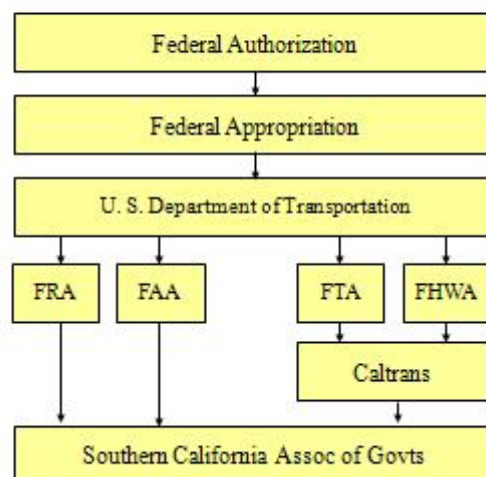 Federal Authorization
Federal Appropriation
U. S. Department of Transportation
FRA
FAA
FTA
FHWA
Caltrans
Southern California Assoc of Govts